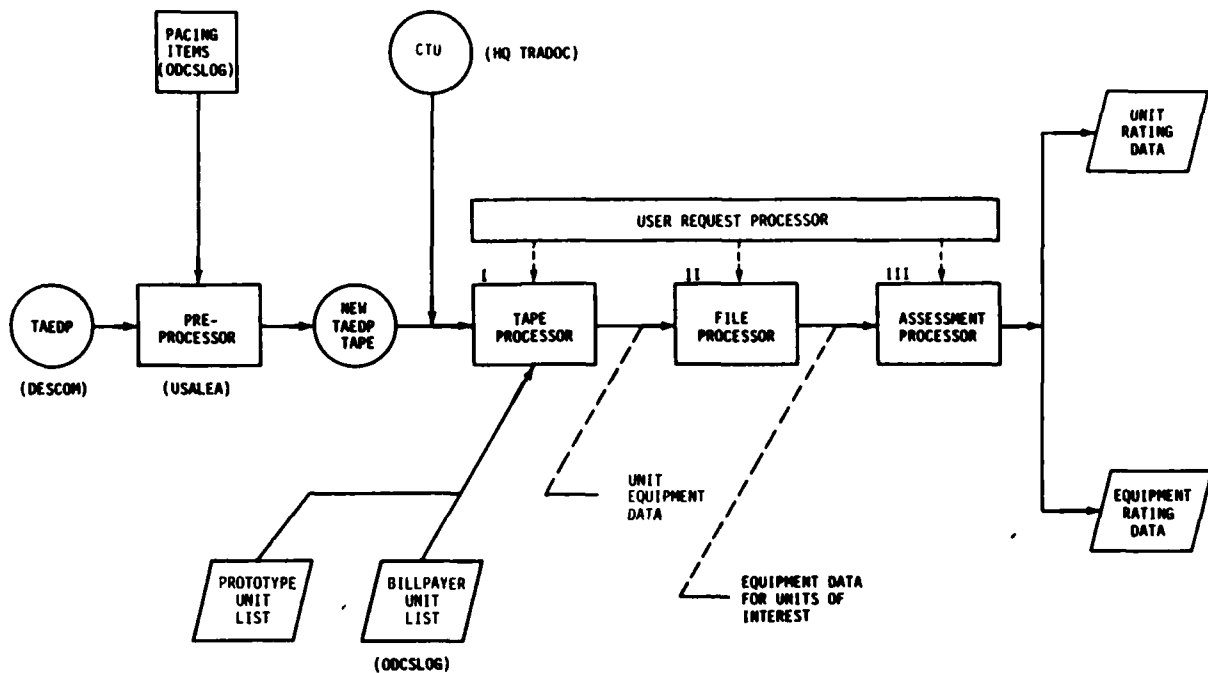 PACING
ITEMS
(ODCSLOG)
CTU
(HQ TRADOC)
UNIT
RATING
DATA
USER REQUEST PROCESSOR
I
II
III
TAEDP
(DESCOM)
PRE-
PROCESSOR
(USALEA)
NEW
TAEDP
TAPE
TAPE
PROCESSOR
FILE
PROCESSOR
ASSESSMENT
PROCESSOR
UNIT
EQUIPMENT
DATA
EQUIPMENT
RATING
DATA
PROTOTYPE
UNIT
LIST
BILLPAYER
UNIT
LIST
(ODCSLOG)
EQUIPMENT DATA
FOR UNITS OF
INTEREST